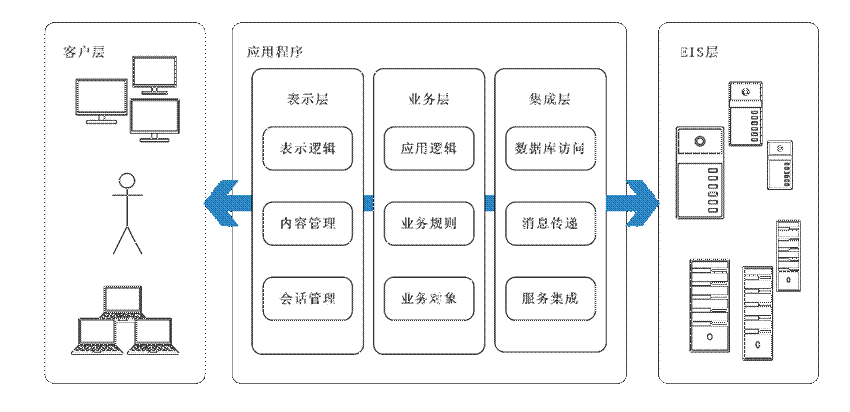 客户层
应用程序
表示层
表示逻辑
内容管理
会话管理
业务层
应用逻辑
业务规则
业务对象
集成层
数据库访问
消息传递
服务集成
EIS层